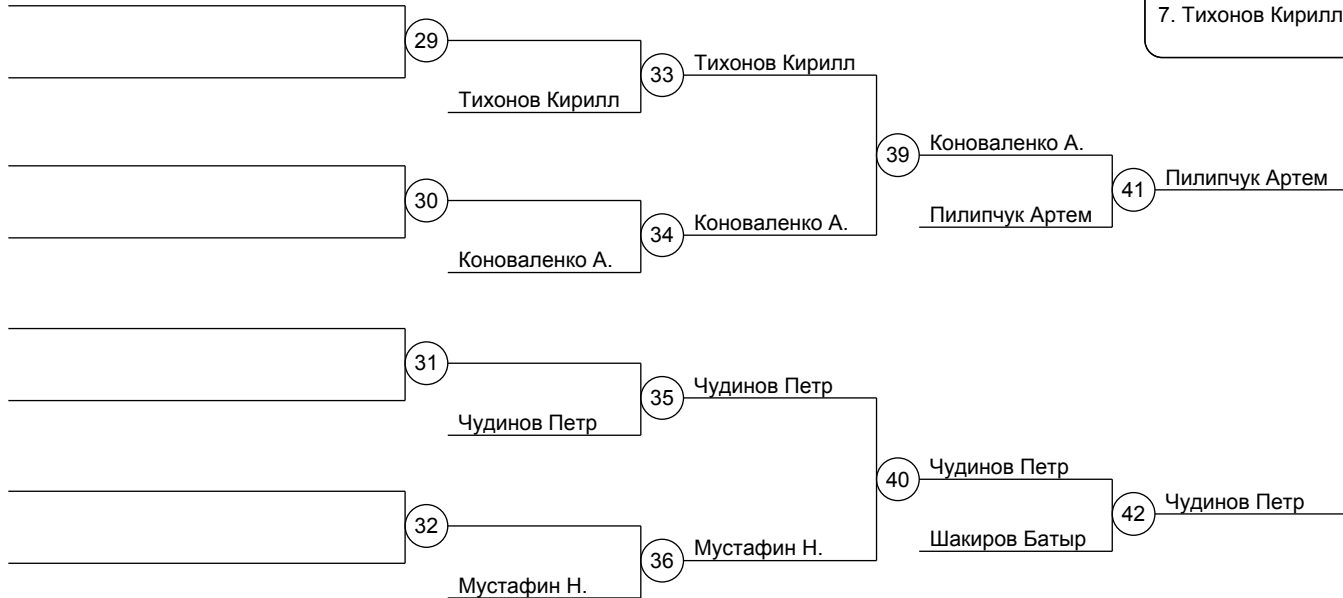 7. Тихонов Кирилл
29
33
Тихонов Кирилл
Тихонов Кирилл
39
Коноваленко А.
30
34
Коноваленко А.
Коноваленко А.
Пилипчук Артем
41
Пилипчук Артем
31
35
Чудинов Петр
Чудинов Петр
40
Чудинов Петр
32
36
Мустафин Н.
Мустафин Н.
Шакиров Батыр
42
Чудинов Петр